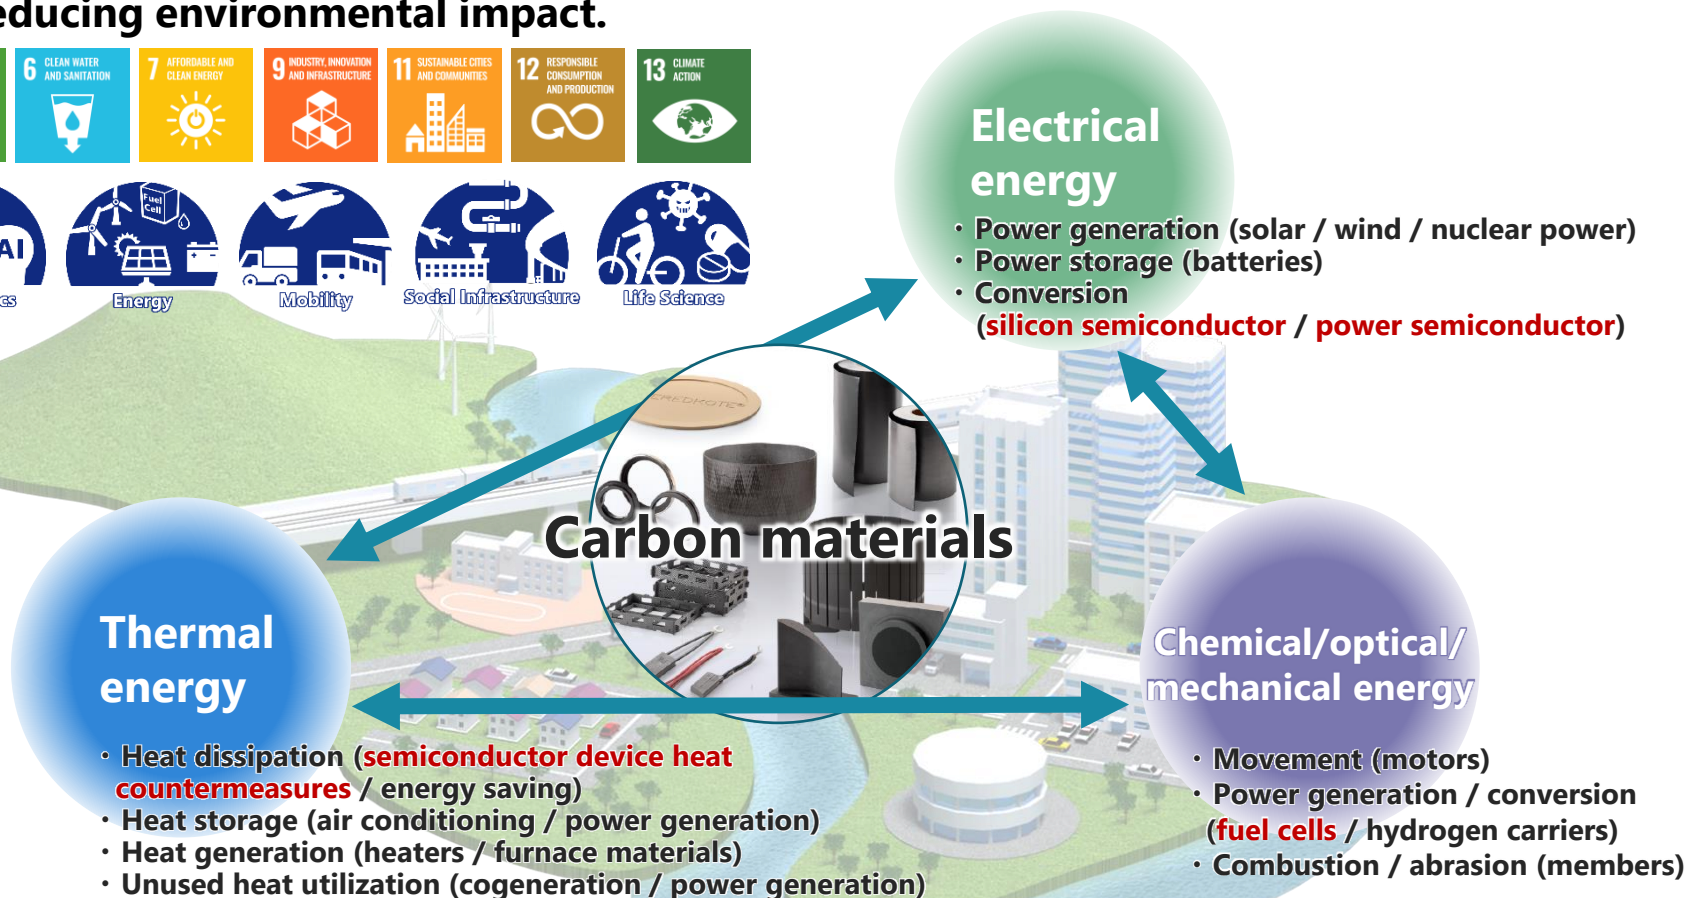 educing environmental impact.
6 CLEAN WATER
AND SANITATION
7 AFFORDABLE AND
CLEAN ENERGY
9 INDUSTRY, INNOVATION
AND INFRASTRUCTURE
11 SUSTAINABLE CITIES
AND COMMUNITIES
12 RESPONSIBLE
CONSUMPTION
AND PRODUCTION
13 CLIMATE
ACTION
AI
cs
Fuel
Cell
Energy
Mobility
Social Infrastructure
Life Science
Electrical
energy
・Power generation (solar / wind / nuclear power)
・Power storage (batteries)
・Conversion
(silicon semiconductor / power semiconductor)
Carbon materials
Thermal
energy
・Heat dissipation (semiconductor device heat
countermeasures / energy saving)
・Heat storage (air conditioning / power generation)
・Heat generation (heaters / furnace materials)
・Unused heat utilization (cogeneration / power generation)
Chemical/optical/
mechanical energy
・Movement (motors)
・Power generation / conversion
(fuel cells / hydrogen carriers)
・Combustion / abrasion (members)